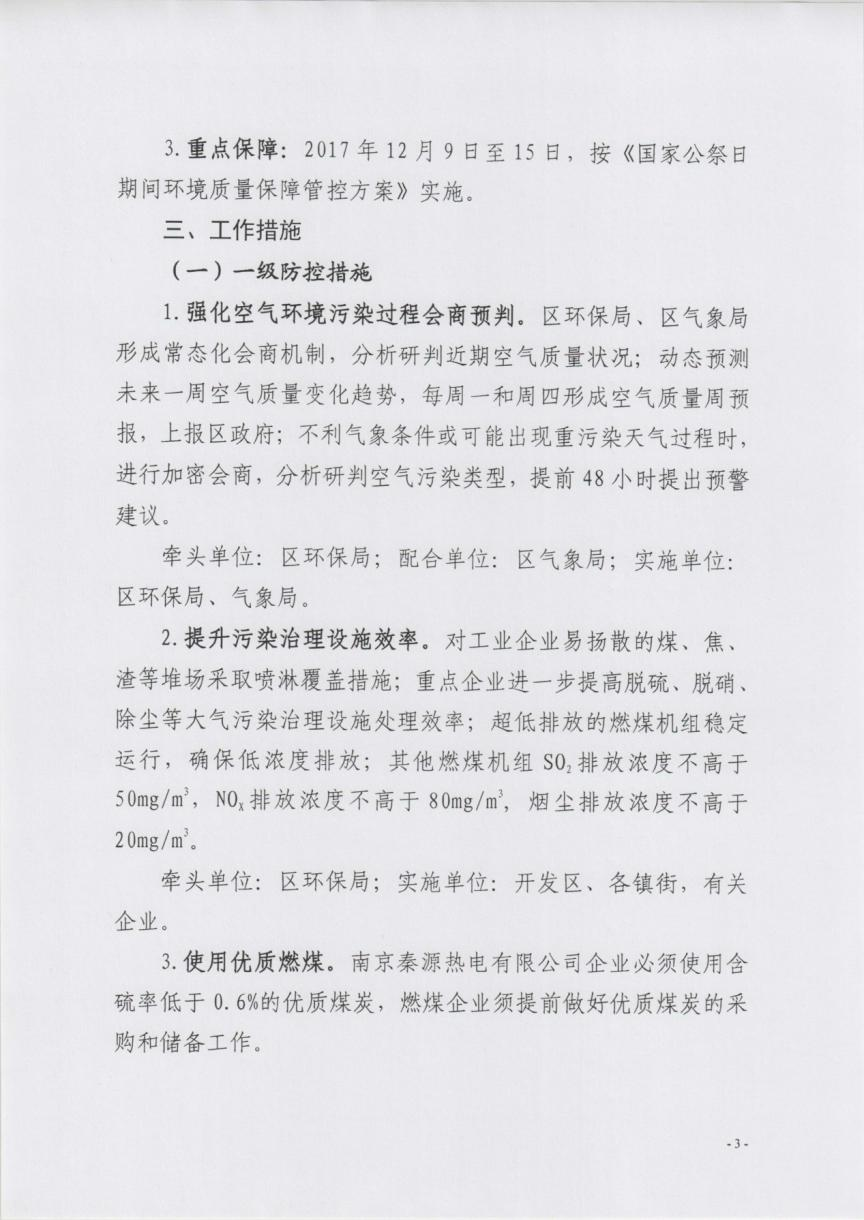 3.重点保障：2017年12月9日至15日，按《国家公祭日
期间环境质量保障管控方案》实施。
三、工作措施
（一）一级防控措施
1.强化空气环境污染过程会商预判。区环保局、区气象局
形成常态化会商机制，分析研判近期空气质量状况；动态预测
未来一周空气质量变化趋势，每周一和周四形成空气质量周预
报，上报区政府；不利气象条件或可能出现重污染天气过程时，
进行加密会商，分析研判空气污染类型，提前48小时提出预警
建议。
牵头单位：区环保局；配合单位：区气象局；实施单位：
区环保局、气象局。
2.提升污染治理设施效率。对工业企业易扬散的煤、焦、
渣等堆场采取喷淋覆盖措施；重点企业进一步提高脱硫、脱硝、
除尘等大气污染治理设施处理效率；超低排放的燃煤机组稳定
运行，确保低浓度排放；其他燃煤机组SO₂排放浓度不高于
50mg/m³，NOₓ排放浓度不高于80mg/m³，烟尘排放浓度不高于
20mg/m³。
牵头单位：区环保局；实施单位：开发区、各镇街，有关
企业。
3.使用优质燃煤。南京秦源热电有限公司企业必须使用含
硫率低于0.6%的优质煤炭，燃煤企业须提前做好优质煤炭的采
购和储备工作。
-3-